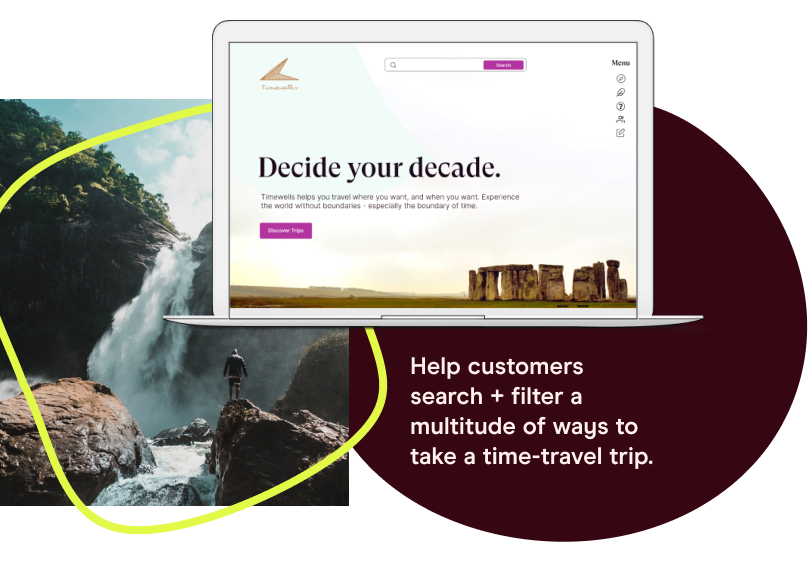 Timewells
Search
Menu
Decide your decade.
Timewells helps you travel where you want, and when you want. Experience
the world without boundaries - especially the boundary of time.
Discover Trips
Help customers
search + filter a
multitude of ways to
take a time-travel trip.